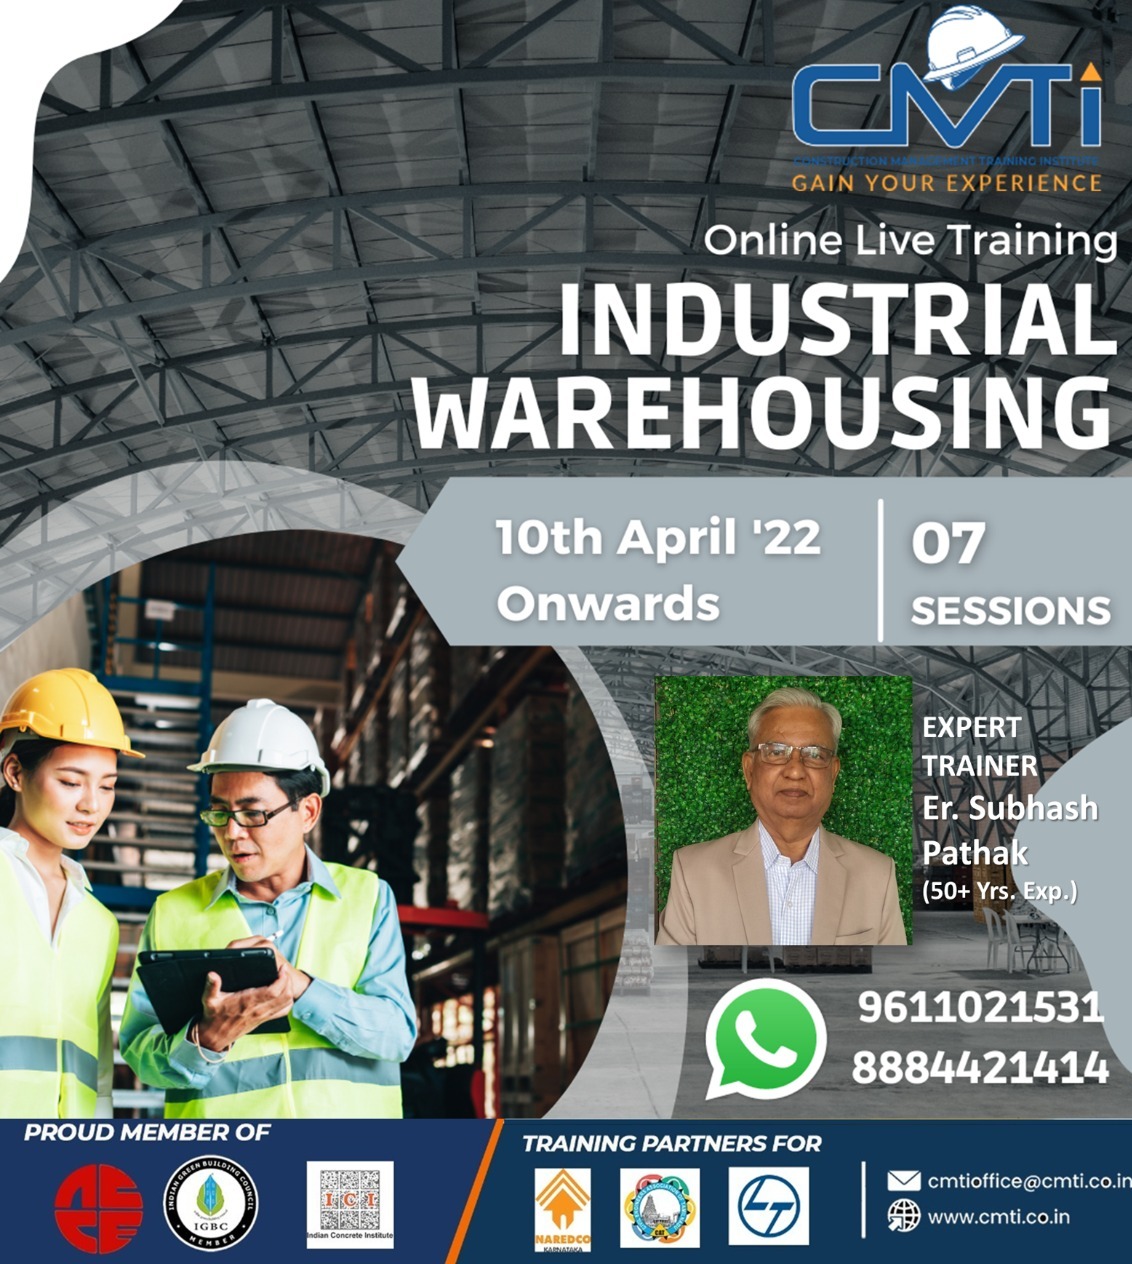 CMTi
CONSTRUCTION MANAGEMENT TRAINING INSTITUTE
GAIN YOUR EXPERIENCE
Online Live Training
INDUSTRIAL
WAREHOUSING
10th April '22
Onwards
07
SESSIONS
EXPERT
TRAINER
Er. Subhash
Pathak
(50+ Yrs. Exp.)
9611021531
8884421414
PROUD MEMBER OF
INDIAN GREEN BUILDING COUNCIL
IGBC
MEMBER
ICI
Indian Concrete Institute
TRAINING PARTNERS FOR
NAREDCO
KARNATAKA
LT
cmtioffice@cmti.co.in
www.cmti.co.in